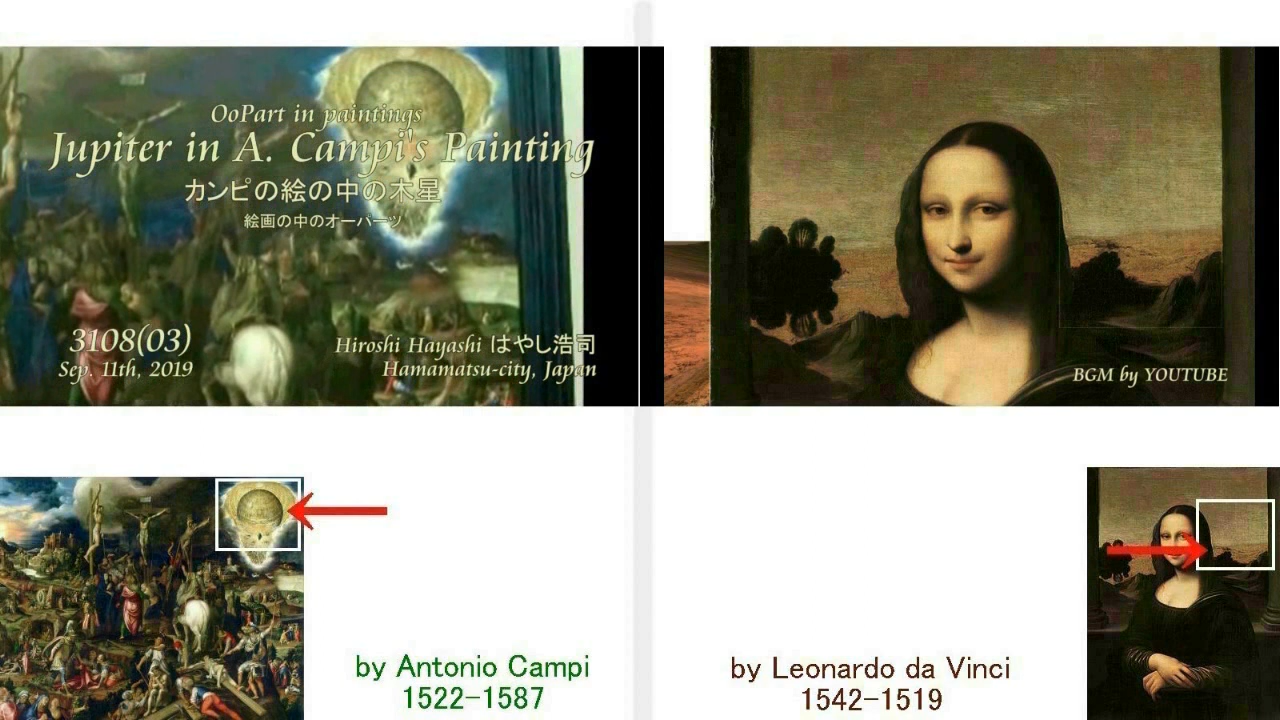 OoPart in paintings
Jupiter in A. Campi's Painting
カンピの絵の中の木星
絵画の中のオーパーツ
3108(03)
Sep. 11th, 2019
Hiroshi Hayashi はやし浩司
Hamamatsu-city, Japan
BGM by YOUTUBE
by Antonio Campi
1522-1587
by Leonardo da Vinci
1542-1519